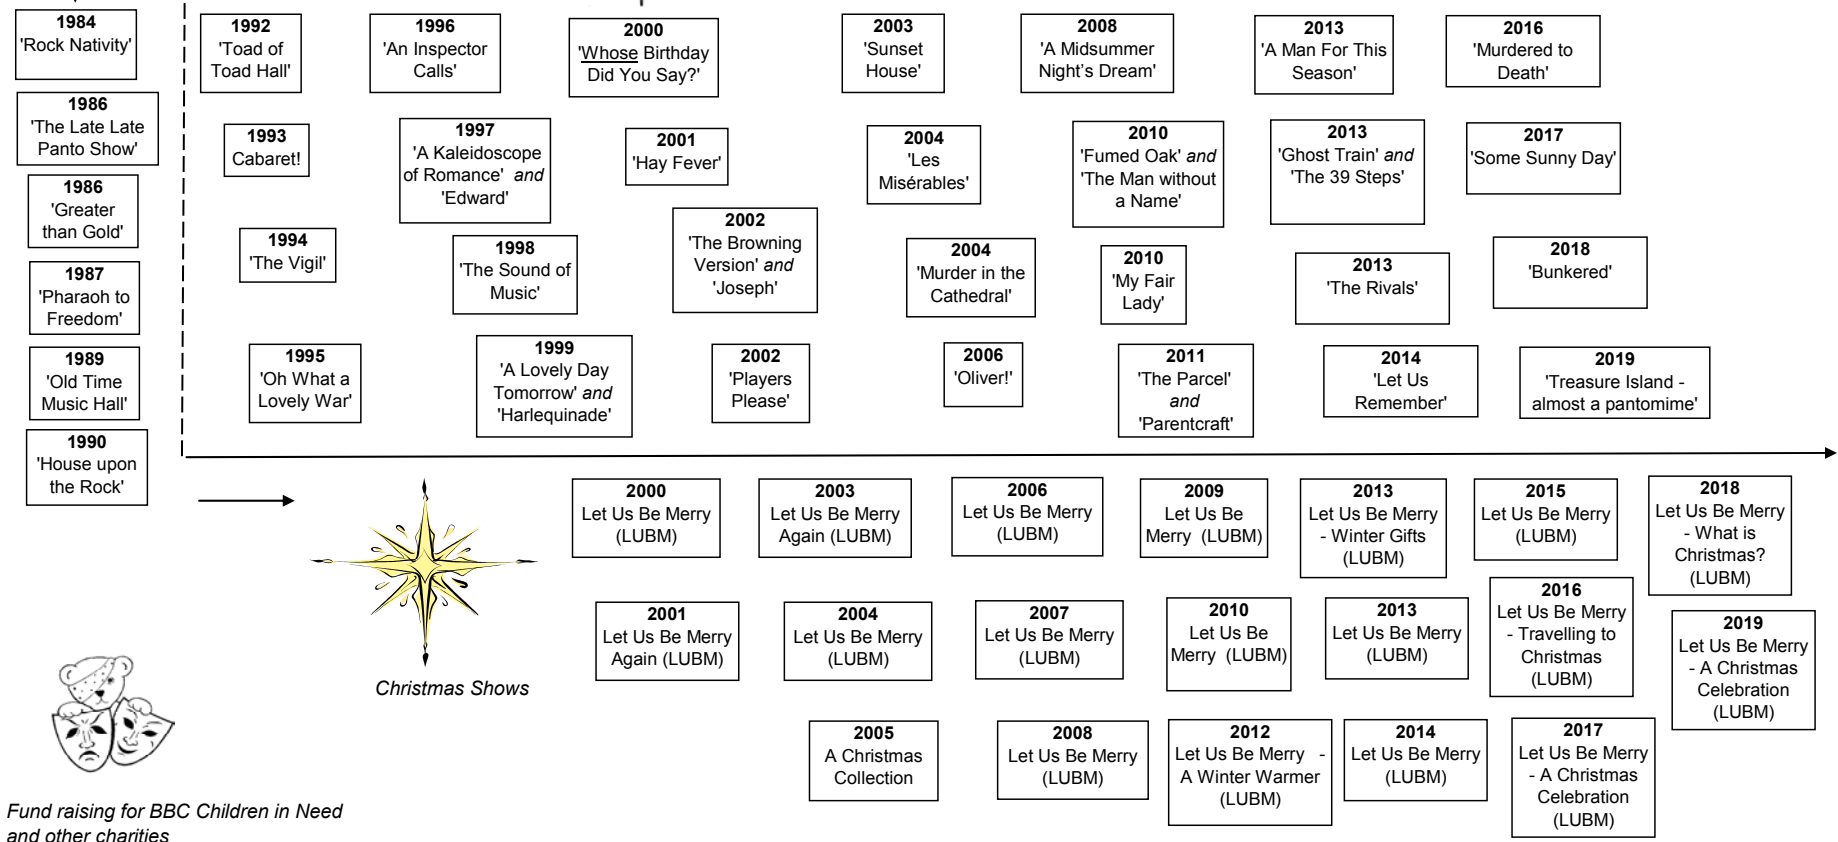 1984
'Rock Nativity'
1986
'The Late Late
Panto Show'
1986
'Greater
than Gold'
1987
'Pharaoh to
Freedom'
1989
'Old Time
Music Hall'
1990
'House upon
the Rock'
1992
'Toad of
Toad Hall'
1993
Cabaret!
1994
'The Vigil'
1995
'Oh What a
Lovely War'
1996
'An Inspector
Calls'
1997
'A Kaleidoscope
of Romance' and
'Edward'
1998
'The Sound of
Music'
1999
'A Lovely Day
Tomorrow' and
'Harlequinade'
2000
'Whose Birthday
Did You Say?'
2001
'Hay Fever'
2002
'The Browning
Version' and
'Joseph'
2002
'Players
Please'
2003
'Sunset
House'
2004
'Les
Misérables'
2004
'Murder in the
Cathedral'
2006
'Oliver!'
2008
'A Midsummer
Night's Dream'
2010
'Fumed Oak' and
'The Man without
a Name'
2010
'My Fair
Lady'
2011
'The Parcel'
and
'Parentcraft'
2013
'A Man For This
Season'
2013
'Ghost Train' and
'The 39 Steps'
2013
'The Rivals'
2014
'Let Us
Remember'
2016
'Murdered to
Death'
2017
'Some Sunny Day'
2018
'Bunkered'
2019
'Treasure Island -
almost a pantomime'
Christmas Shows
2000
Let Us Be Merry
(LUBM)
2001
Let Us Be Merry
Again (LUBM)
2003
Let Us Be Merry
Again (LUBM)
2004
Let Us Be Merry
(LUBM)
2005
A Christmas
Collection
2006
Let Us Be Merry
(LUBM)
2007
Let Us Be Merry
(LUBM)
2008
Let Us Be Merry
(LUBM)
2009
Let Us Be
Merry (LUBM)
2010
Let Us Be
Merry (LUBM)
2012
Let Us Be Merry -
A Winter Warmer
(LUBM)
2013
Let Us Be Merry
- Winter Gifts
(LUBM)
2013
Let Us Be Merry
(LUBM)
2014
Let Us Be Merry
(LUBM)
2015
Let Us Be Merry
(LUBM)
2016
Let Us Be Merry
- Travelling to
Christmas
(LUBM)
2017
Let Us Be Merry
- A Christmas
Celebration
(LUBM)
2018
Let Us Be Merry
- What is
Christmas?
(LUBM)
2019
Let Us Be Merry
- A Christmas
Celebration
(LUBM)
Fund raising for BBC Children in Need
and other charities